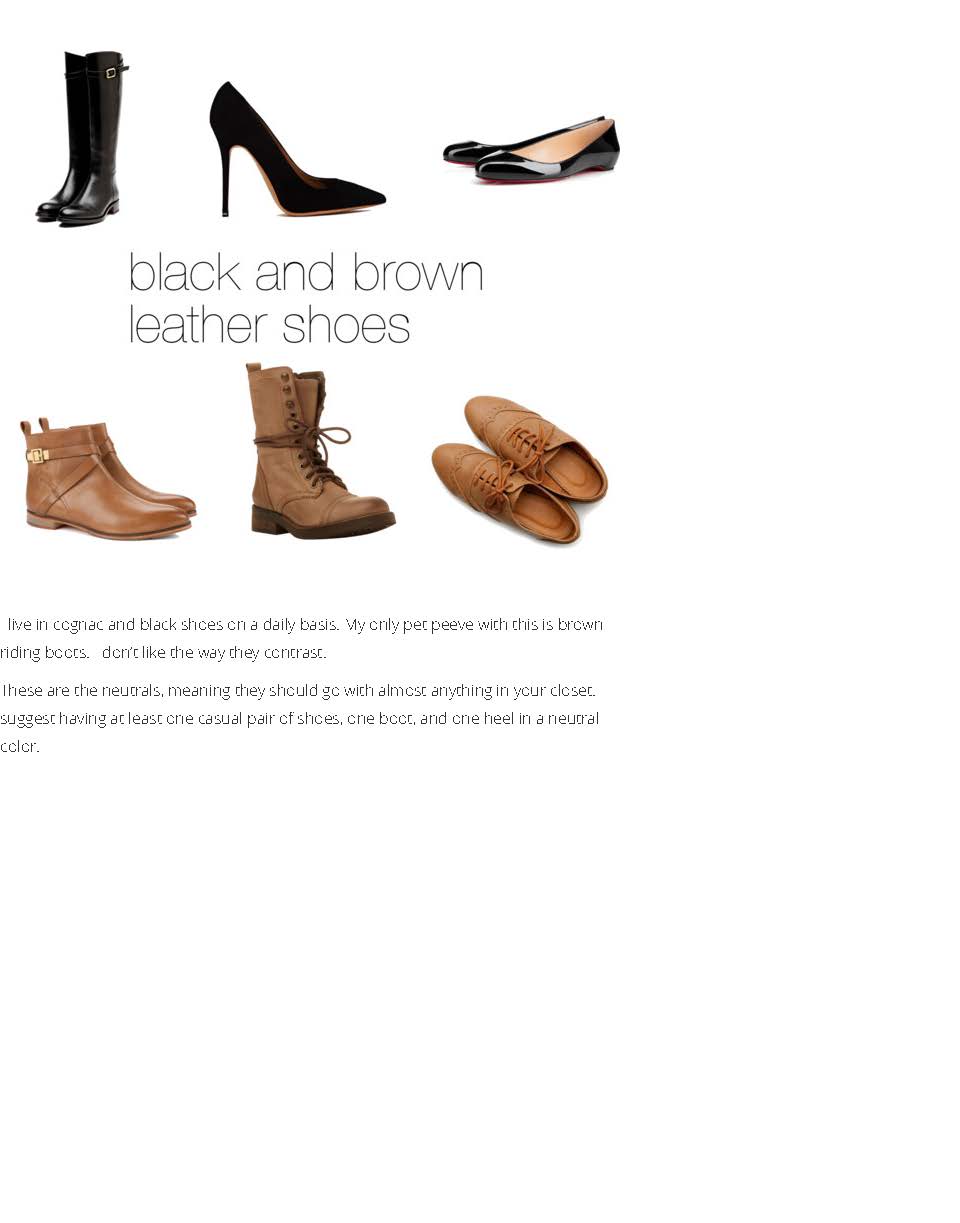 black and brown
leather shoes
live in cognac and black shoes on a daily basis. My only pet peeve with this is brown
riding boots. don't like the way they contrast.
These are the neutrals, meaning they should go with almost anything in your closet.
suggest having at least one casual pair of shoes, one boot, and one heel in a neutral
color.